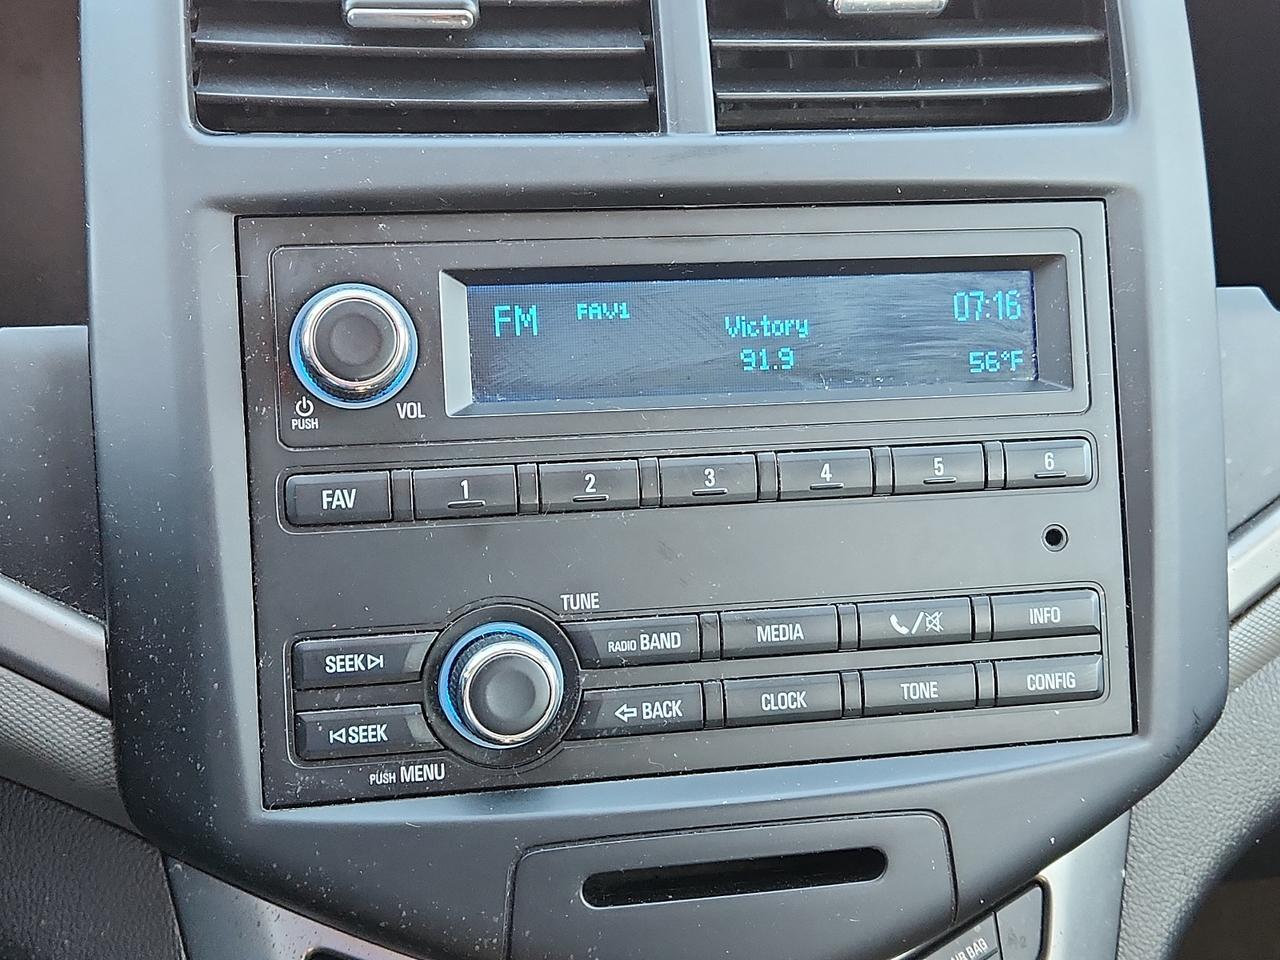 FM FAV1 07:16
Victory
91.9 56°F
PUSH VOL
FAV 1 2 3 4 5 6
TUNE
SEEK RADIO BAND MEDIA / INFO
SEEK BACK CLOCK TONE CONFIG
PUSH MENU
BAG